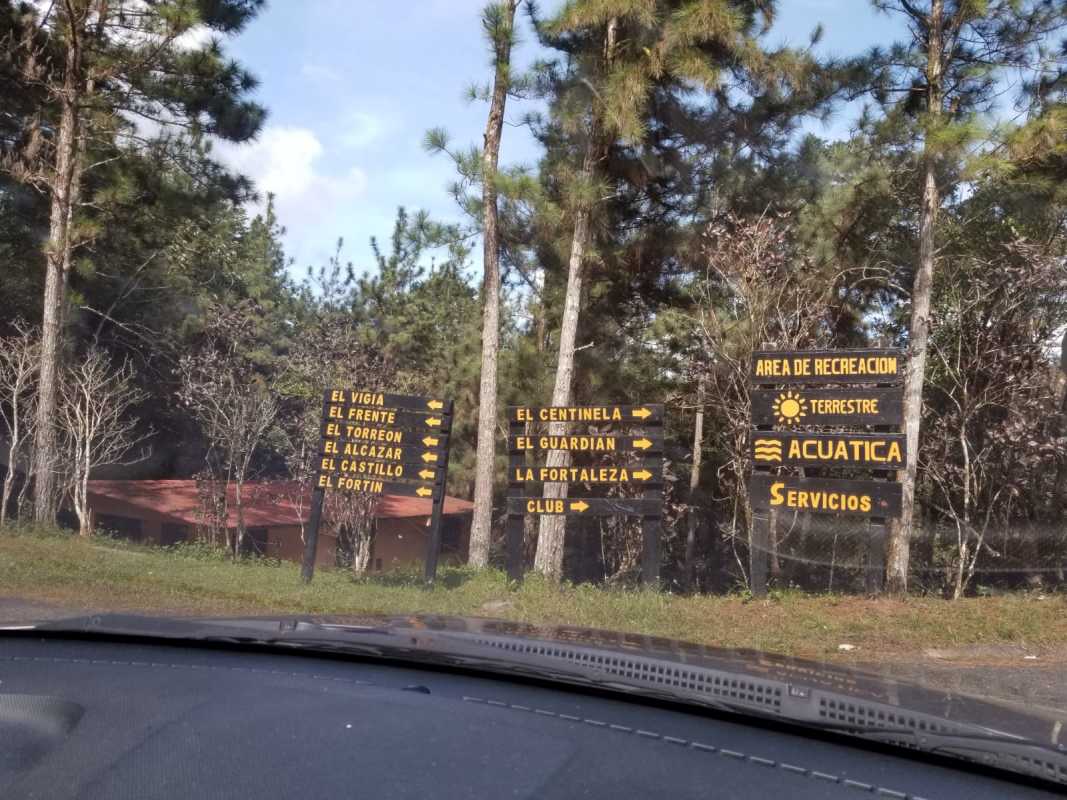 EL VIGIA
EL FRENTE
EL TORREON
EL ALCAZAR
EL CASTILLO
EL FORTIN
EL CENTINELA
EL GUARDIAN
LA FORTALEZA
CLUB
AREA DE RECREACION
TERRESTRE
ACUATICA
SERVICIOS